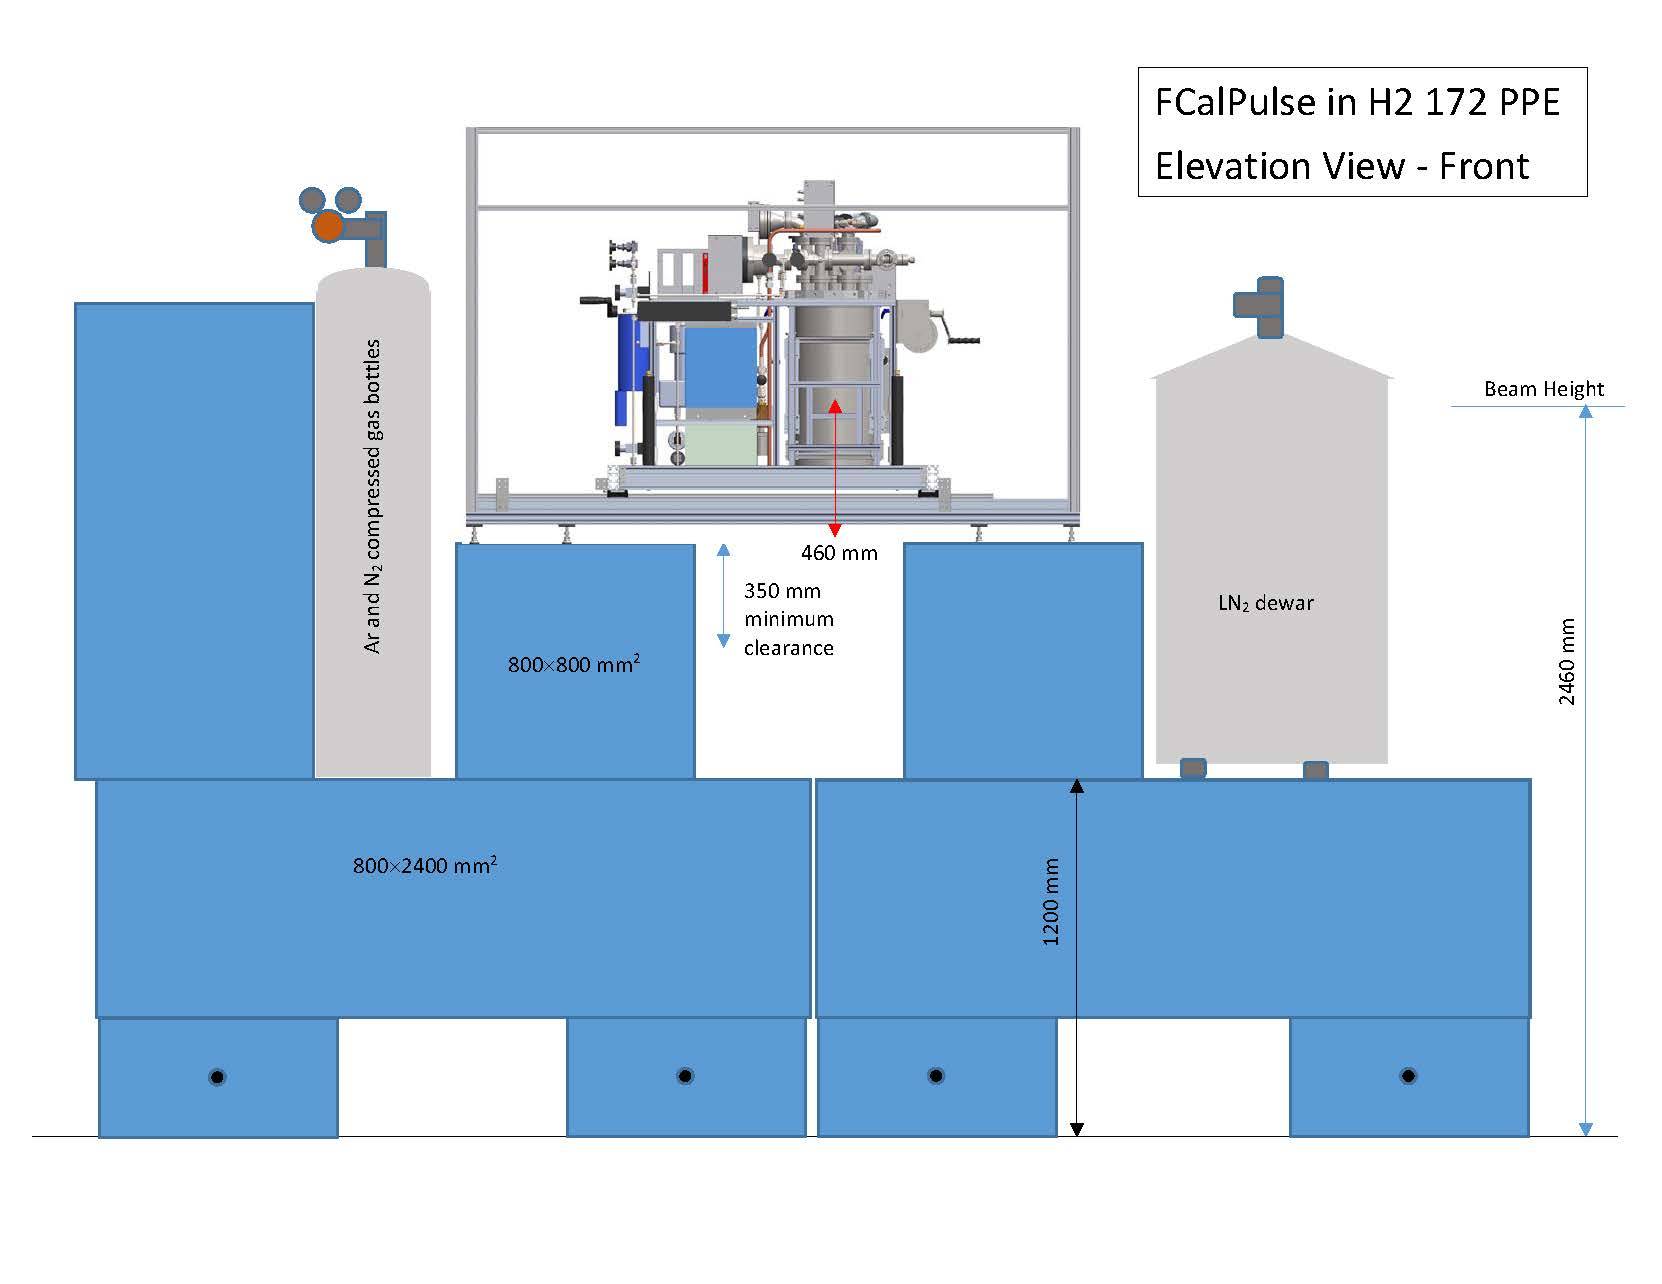 FCalPulse in H2 172 PPE
Elevation View - Front
Ar and N₂ compressed gas bottles
Beam Height
460 mm
350 mm
minimum
clearance
LN₂ dewar
800×800 mm²
2460 mm
800×2400 mm²
1200 mm